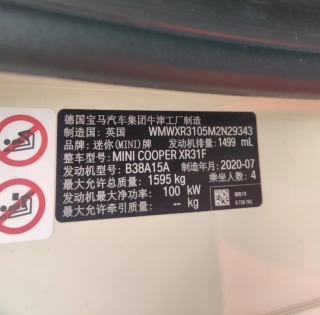 德国宝马汽车集团牛津工厂制造
制造国：英国 WMWXR3105M2N29343
品牌：迷你(MINI)牌 发动机排量：1499 mL
整车型号：MINI COOPER XR31F
发动机型号：B38A15A 2020-07
最大允许总质量：1595 kg 乘坐人数：4
发动机最大净功率：100 kW
最大允许牵引质量：-- kg